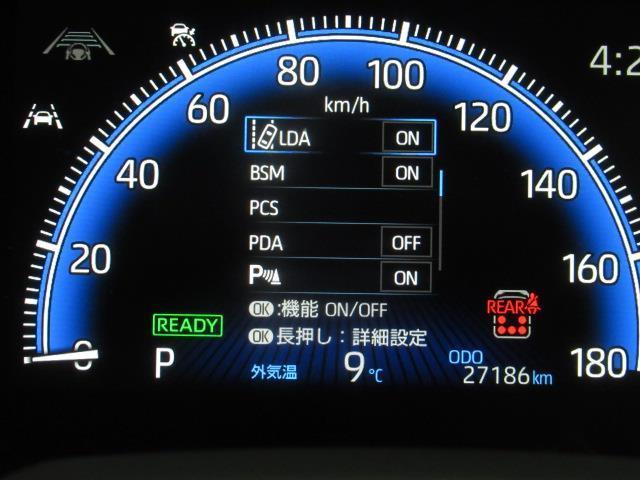 4:2
80 100
60 km/h 120
40 140
20 160
0 180
LDA ON
BSM ON
PCS
PDA OFF
P ON
OK:機能 ON/OFF
OK長押し：詳細設定
READY
REAR
P
外気温 9℃
ODO
27186km